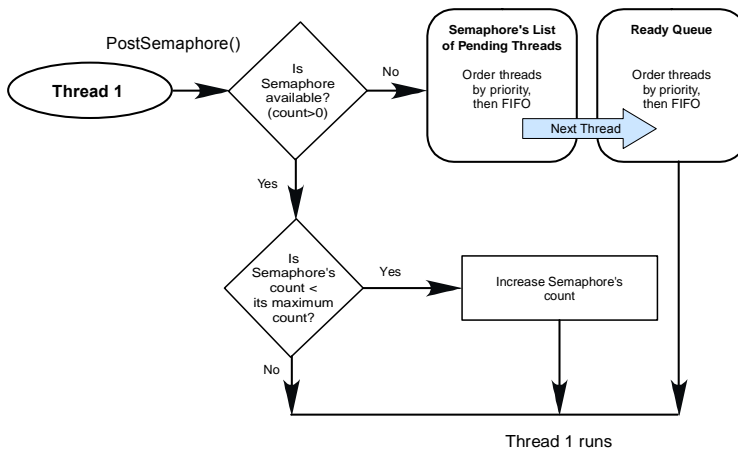 PostSemaphore()
Thread 1
Is
Semaphore
available?
(count>0)
No
Semaphore's List
of Pending Threads
Order threads
by priority,
then FIFO
Next Thread
Ready Queue
Order threads
by priority,
then FIFO
Yes
Is
Semaphore's
count <
its maximum
count?
Yes
Increase Semaphore's
count
No
Thread 1 runs